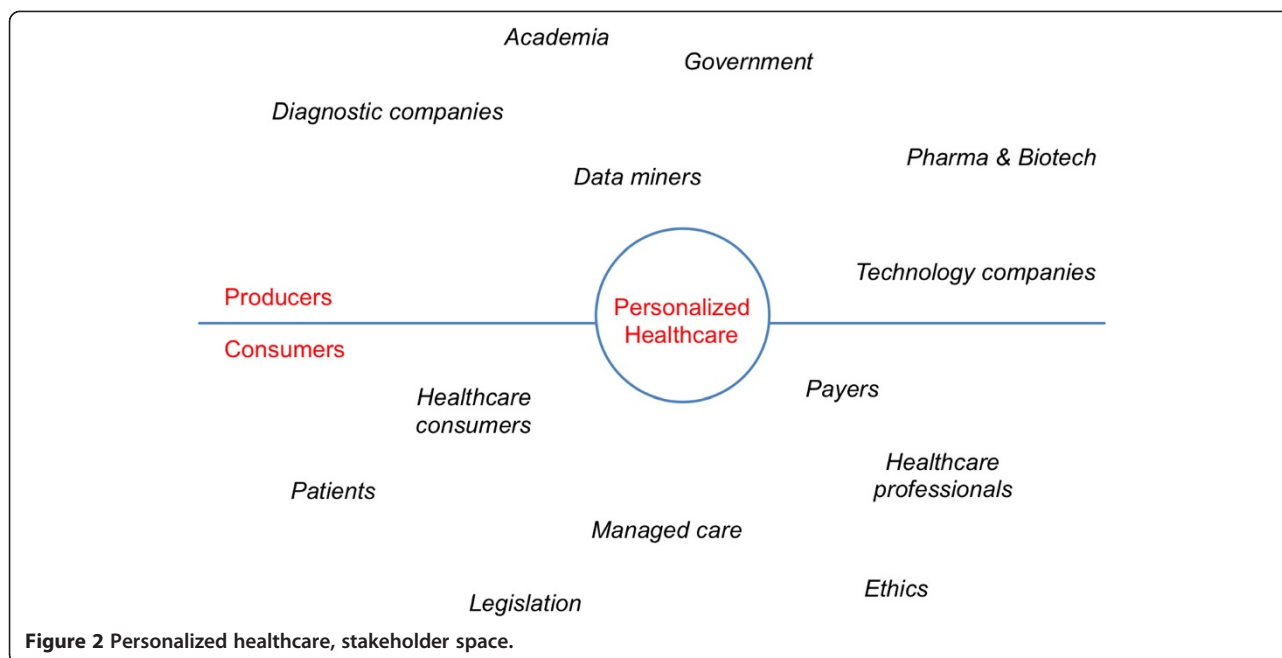 Academia
Government
Diagnostic companies
Pharma & Biotech
Data miners
Technology companies
Producers
Personalized
Healthcare
Consumers
Healthcare
consumers
Payers
Healthcare
professionals
Patients
Managed care
Ethics
Legislation
Figure 2 Personalized healthcare, stakeholder space.